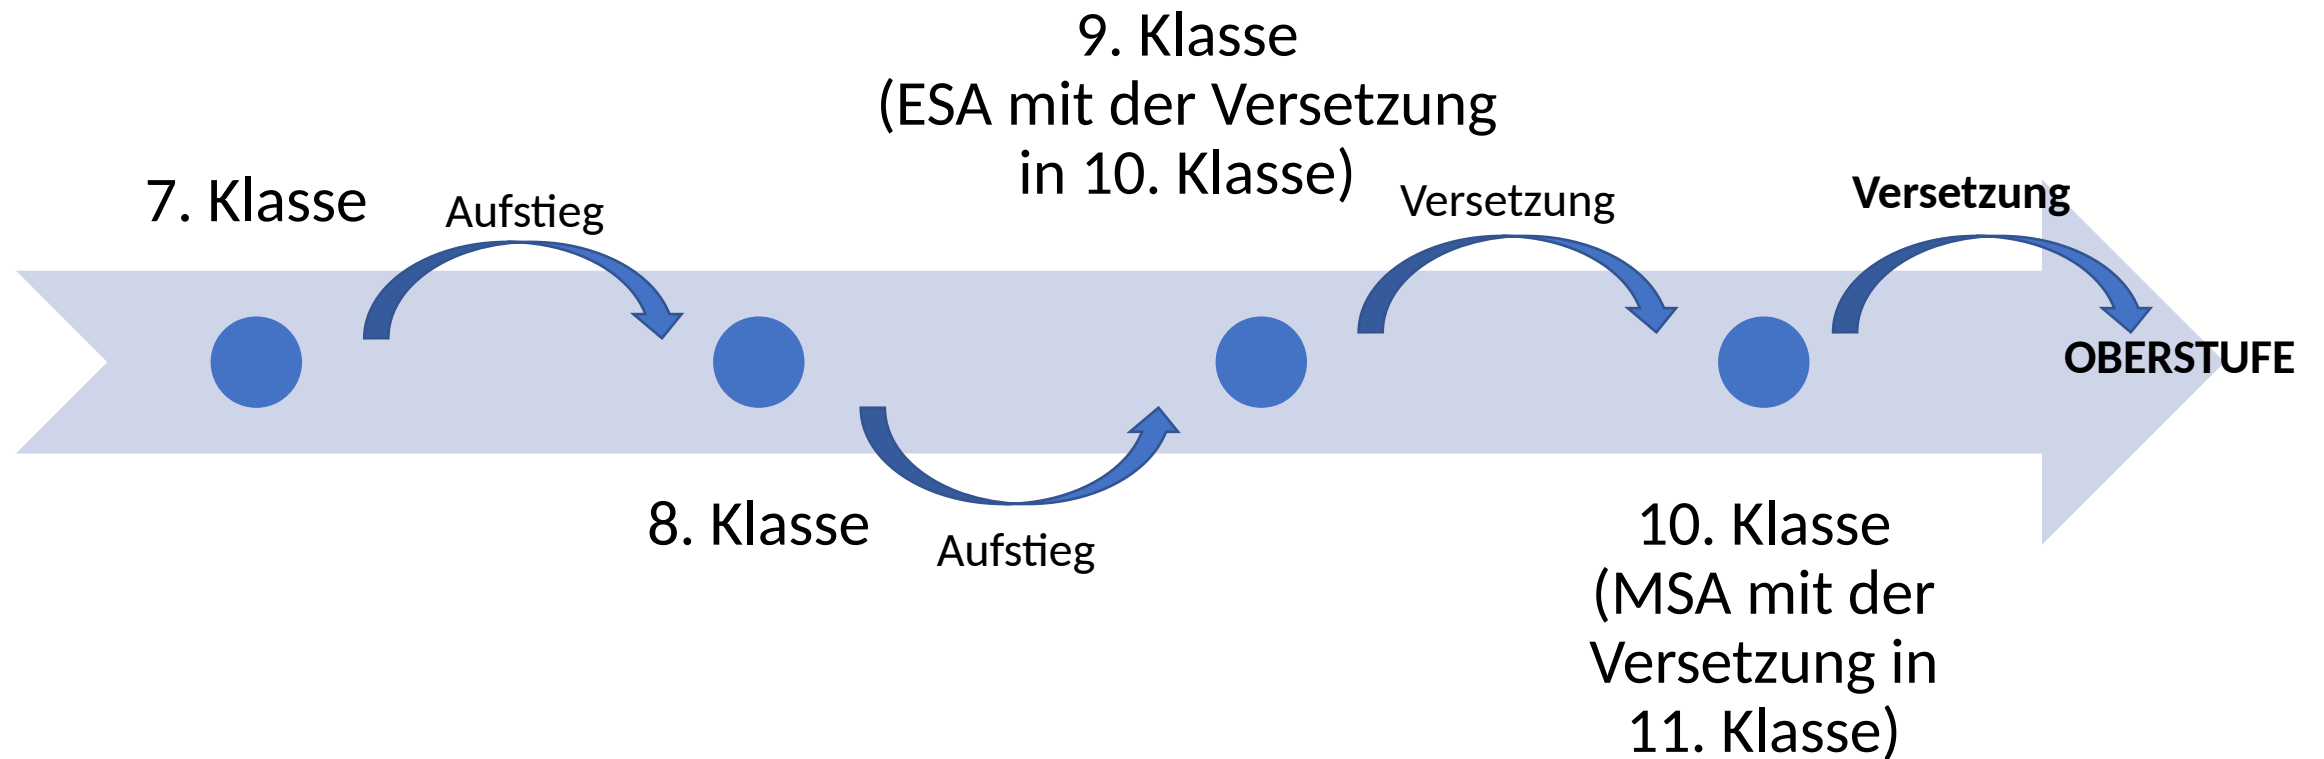 7. Klasse
Aufstieg
8. Klasse
Aufstieg
9. Klasse
(ESA mit der Versetzung
in 10. Klasse)
Versetzung
10. Klasse
(MSA mit der
Versetzung in
11. Klasse)
Versetzung
OBERSTUFE